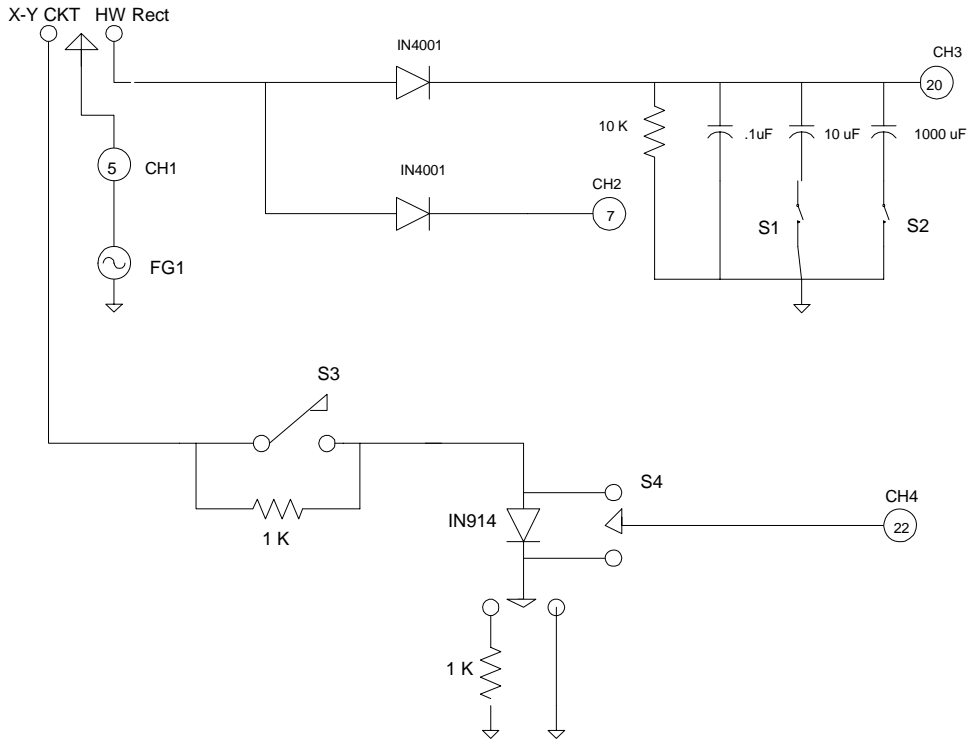 X-Y CKT HW Rect
IN4001
CH3
20
10 K
.1uF
10 uF
1000 uF
5
CH1
IN4001
CH2
7
S1
S2
FG1
S3
1 K
S4
IN914
CH4
22
1 K